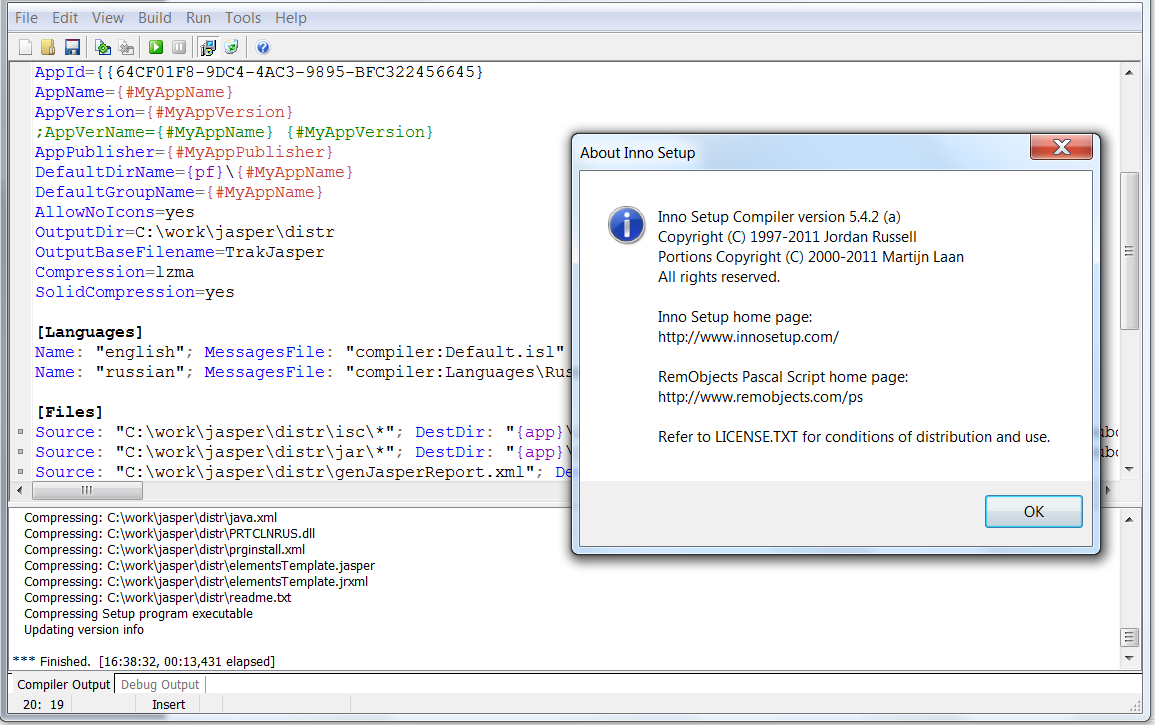 File Edit View Build Run Tools Help
AppId={{64CF01F8-9DC4-4AC3-9895-BFC322456645}
AppName={#MyAppName}
AppVersion={#MyAppVersion}
;AppVerName={#MyAppName} {#MyAppVersion}
AppPublisher={#MyAppPublisher}
DefaultDirName={pf}\{#MyAppName}
DefaultGroupName={#MyAppName}
AllowNoIcons=yes
OutputDir=C:\work\jasper\distr
OutputBaseFilename=TrakJasper
Compression=lzma
SolidCompression=yes
[Languages]
Name: "english"; MessagesFile: "compiler:Default.isl"
Name: "russian"; MessagesFile: "compiler:Languages\Rus
[Files]
Source: "C:\work\jasper\distr\isc\*"; DestDir: "{app}\
Source: "C:\work\jasper\distr\jar\*"; DestDir: "{app}\
Source: "C:\work\jasper\distr\genJasperReport.xml"; De
About Inno Setup
Inno Setup Compiler version 5.4.2 (a)
Copyright (C) 1997-2011 Jordan Russell
Portions Copyright (C) 2000-2011 Martijn Laan
All rights reserved.
Inno Setup home page:
http://www.innosetup.com/
RemObjects Pascal Script home page:
http://www.remobjects.com/ps
Refer to LICENSE.TXT for conditions of distribution and use.
OK
Compressing: C:\work\jasper\distr\java.xml
Compressing: C:\work\jasper\distr\PRTCLNRUS.dll
Compressing: C:\work\jasper\distr\prginstall.xml
Compressing: C:\work\jasper\distr\elementsTemplate.jasper
Compressing: C:\work\jasper\distr\elementsTemplate.jrxml
Compressing: C:\work\jasper\distr\readme.txt
Compressing Setup program executable
Updating version info
*** Finished. [16:38:32, 00:13,431 elapsed]
Compiler Output Debug Output
20: 19 Insert